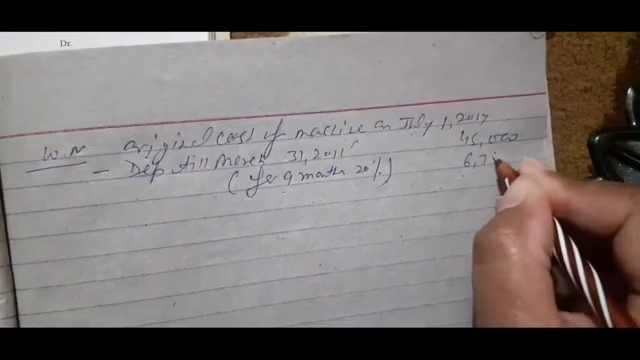 Dr.
W.N original cost of machine on July 1, 2017 45,000
- Dep till March 31, 2011
(for 9 months 20%) 6,7